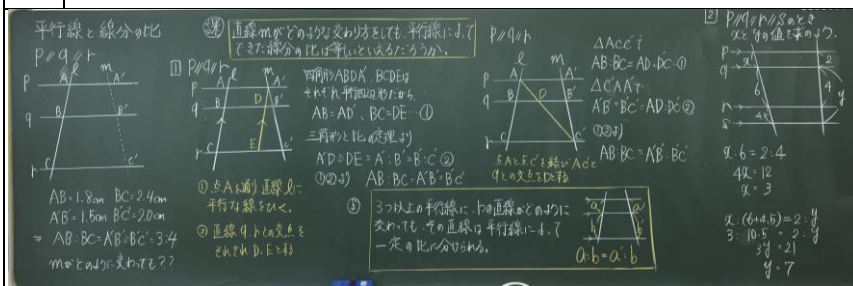 平行線と線分の比
P//q//r
l
m
P
A
A'
q
B
B'
r
C
C'
AB=1.8cm BC=2.4cm
A'B'=1.5cm B'C'=2.0cm
⇒ AB:BC=A'B':B'C'=3:4
mがどのように交わっても??
課
直線mがどのような交わり方をしても、平行線によって
できた線分の比は等しいといえるだろうか。
1 P//q//r
l
m
P
A
A'
q
B
D
B'
r
C
E
C'
①点Aを通り直線lに
平行な線をひく。
②直線q,rとの交点を
それぞれD、Eとする
四角形ABDA'、BCDEは
それぞれ平行四辺形だから、
AB=AD'、BC=DE…①
三角形と比の定理より
A'D:DE=A':B'=B':C'②
①②より AB:BC=A'B':B'C'
P//q//r
l
m
P
A
A'
q
B
D
B'
r
C
C'
点Aと点C'を結びAC'と
qとの交点をDとする
△ACC'で
AB:BC=AD:DC'①
△C'AA'で
A'B':B'C'=AD:DC'②
①②より
AB:BC=A'B':B'C'
ま
3つ以上の平行線に、1つの直線がどのように
交わっても、その直線は平行線によって
一定の比に分けられる。
a
a'
b
b'
a:b=a':b'
2 P//q//r//sのとき
xとyの値を求めよう。
P
q
r
s
x
2
6
4
y
4.5
x:6=2:4
4x=12
x=3
x:(6+4.5)=2:y
3:10.5=2:y
3y=21
y=7